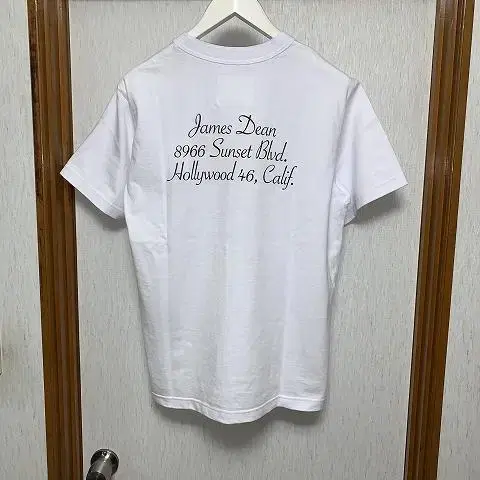 James Dean
8966 Sunset Blvd.
Hollywood 46, Calif.